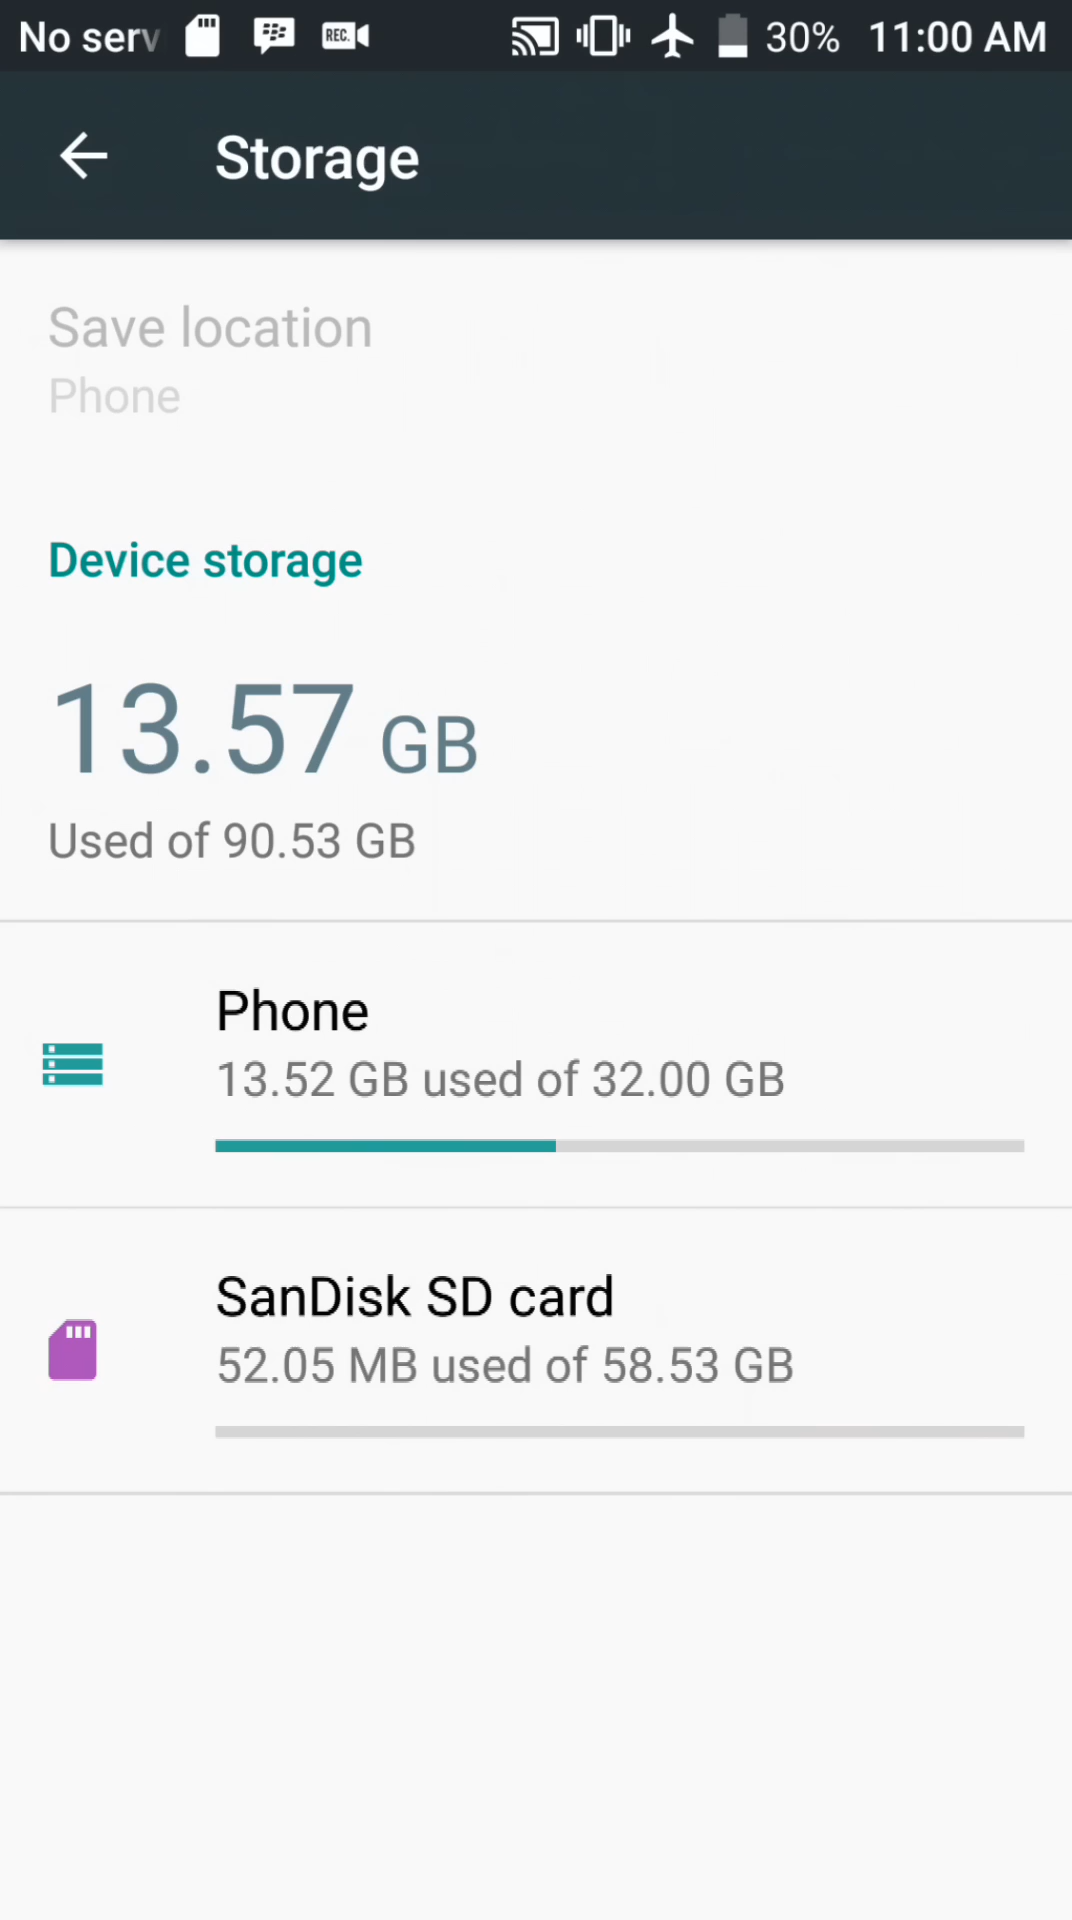 No serv REC. 30% 11:00 AM
Storage
Save location
Phone
Device storage
13.57 GB
Used of 90.53 GB
Phone
13.52 GB used of 32.00 GB
SanDisk SD card
52.05 MB used of 58.53 GB